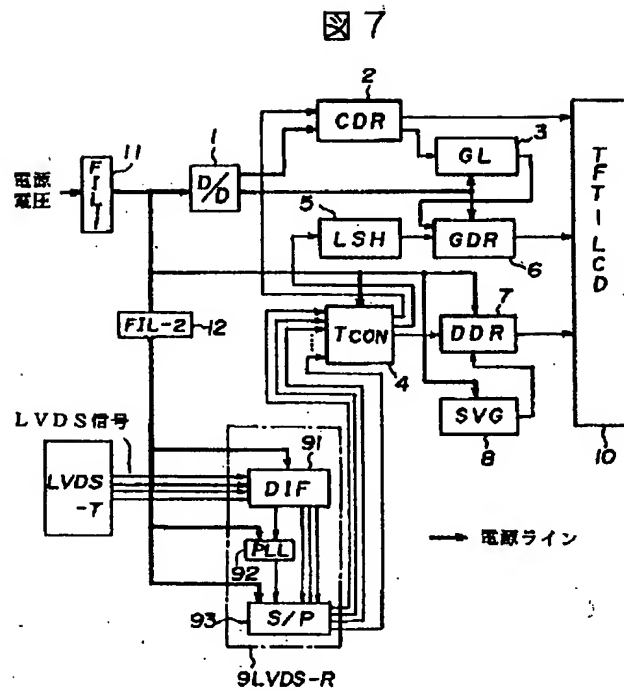 図 7
2
CDR
1
D/D
11
FIL-1
電源
電圧
3
GL
5
LSH
GDR
6
TFT-LCD
7
TCON
4
DDR
FIL-2
12
SVG
8
10
LVDS信号
LVDS
-T
91
DIF
電源ライン
PLL
92
S/P
93
9LVDS-R